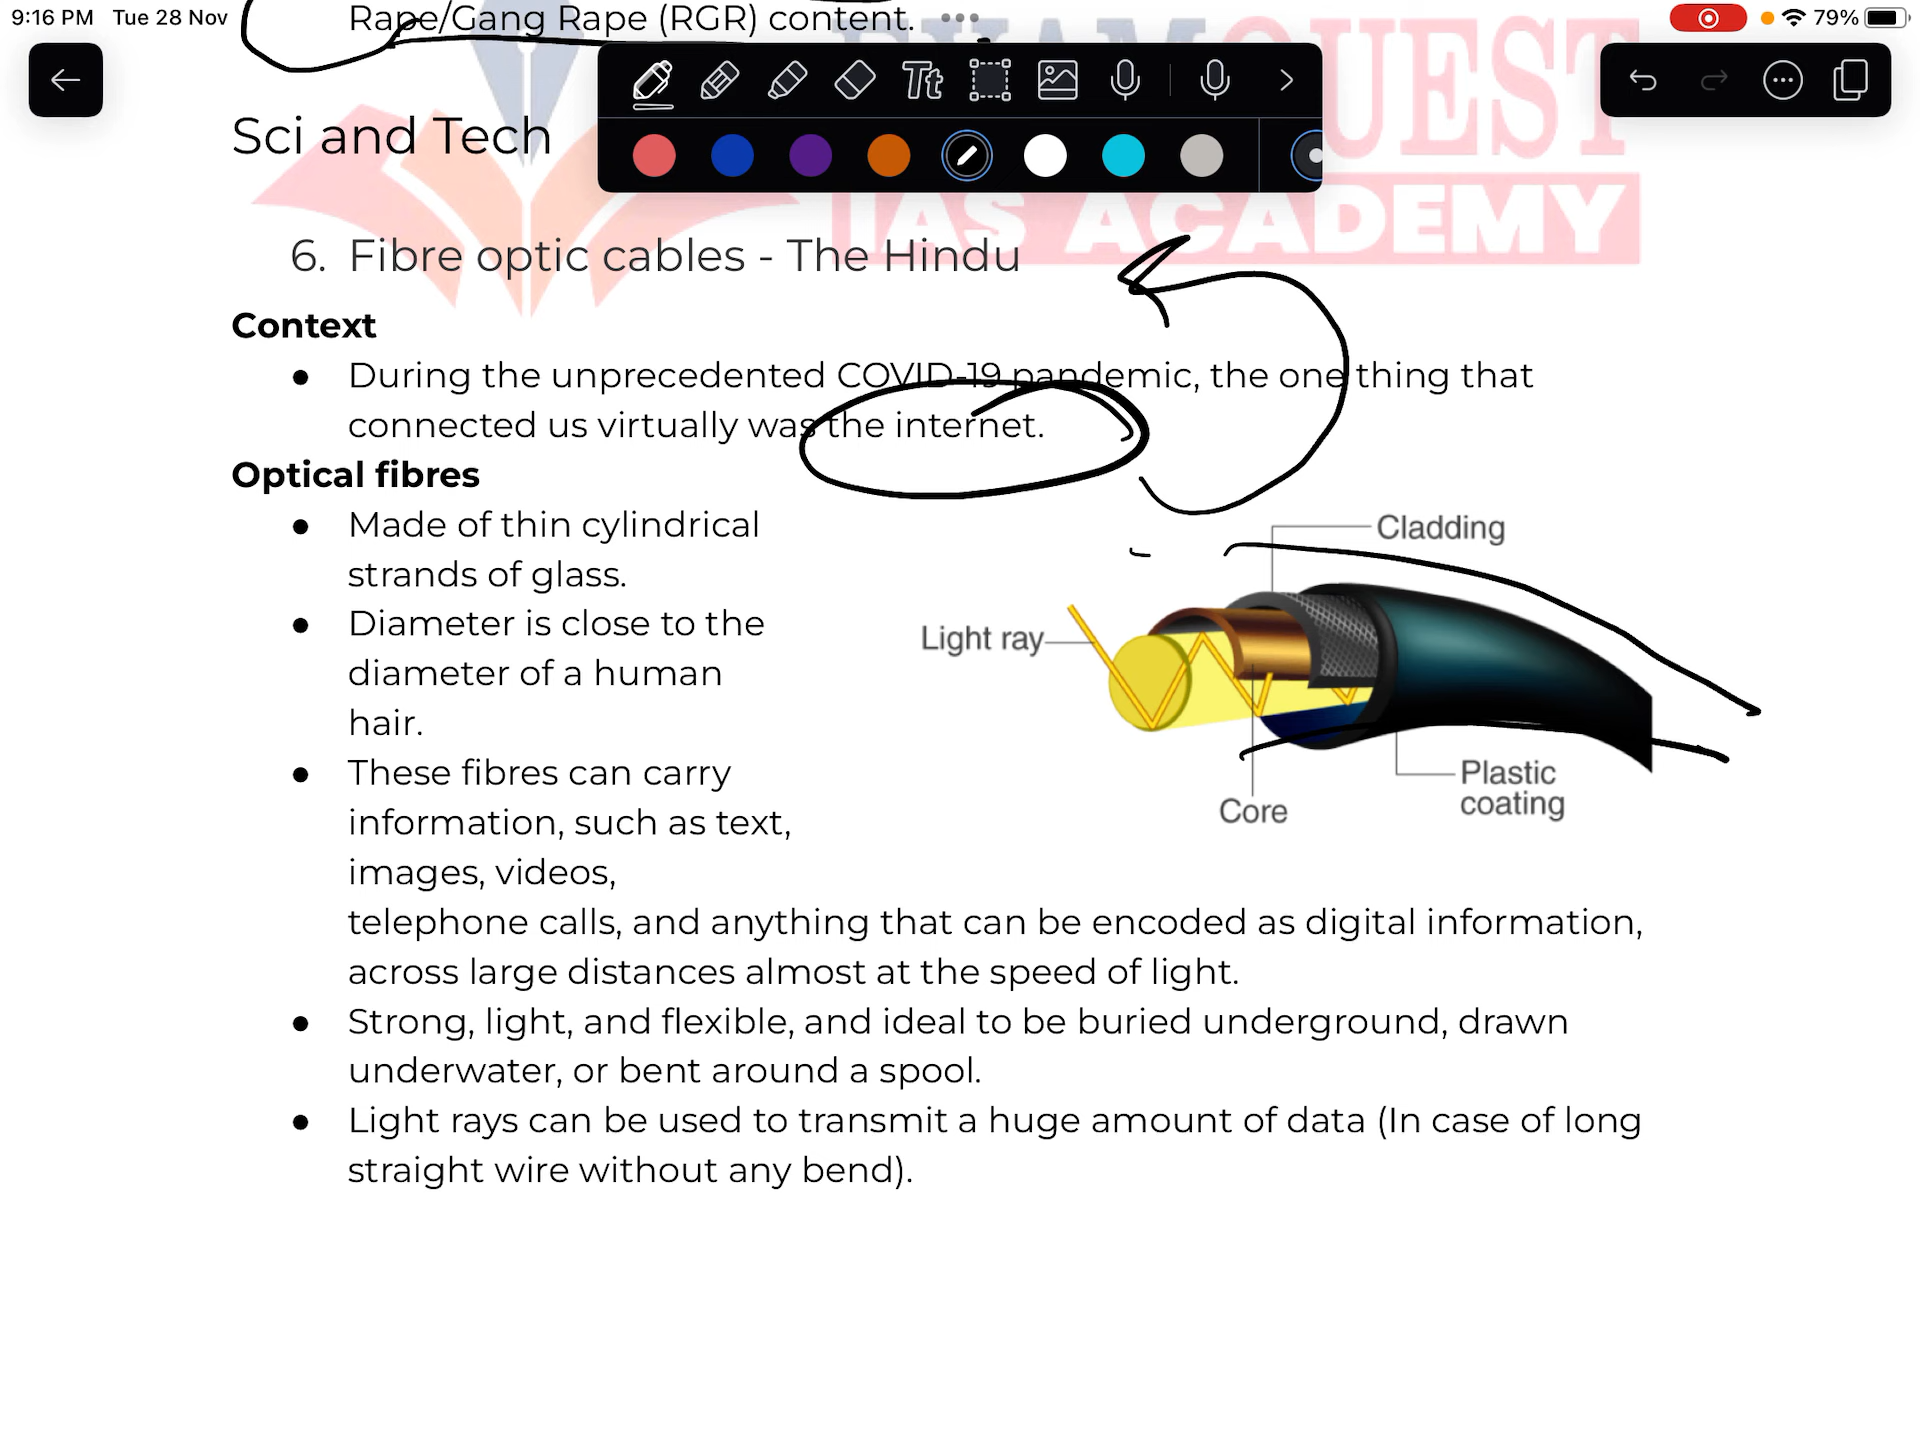 9:16 PM Tue 28 Nov
79%
Rape/Gang Rape (RGR) content.
EXAMQUEST
IAS ACADEMY
Tt
Sci and Tech
6. Fibre optic cables - The Hindu
Context
● During the unprecedented COVID-19 pandemic, the one thing that
connected us virtually was the internet.
Optical fibres
● Made of thin cylindrical
strands of glass.
● Diameter is close to the
diameter of a human
hair.
● These fibres can carry
information, such as text,
images, videos,
telephone calls, and anything that can be encoded as digital information,
across large distances almost at the speed of light.
● Strong, light, and flexible, and ideal to be buried underground, drawn
underwater, or bent around a spool.
● Light rays can be used to transmit a huge amount of data (In case of long
straight wire without any bend).
Cladding
Light ray
Core
Plastic
coating